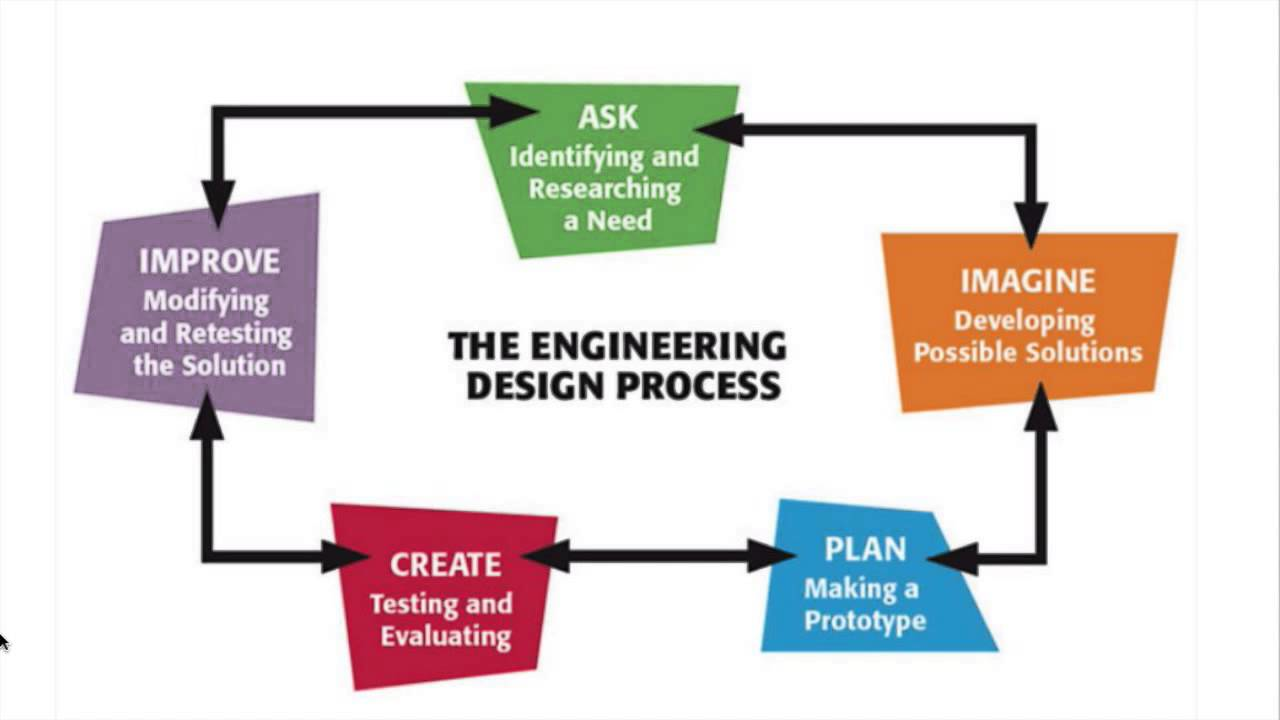 ASK
Identifying and
Researching
a Need
IMPROVE
Modifying
and Retesting
the Solution
IMAGINE
Developing
Possible Solutions
THE ENGINEERING
DESIGN PROCESS
CREATE
Testing and
Evaluating
PLAN
Making a
Prototype